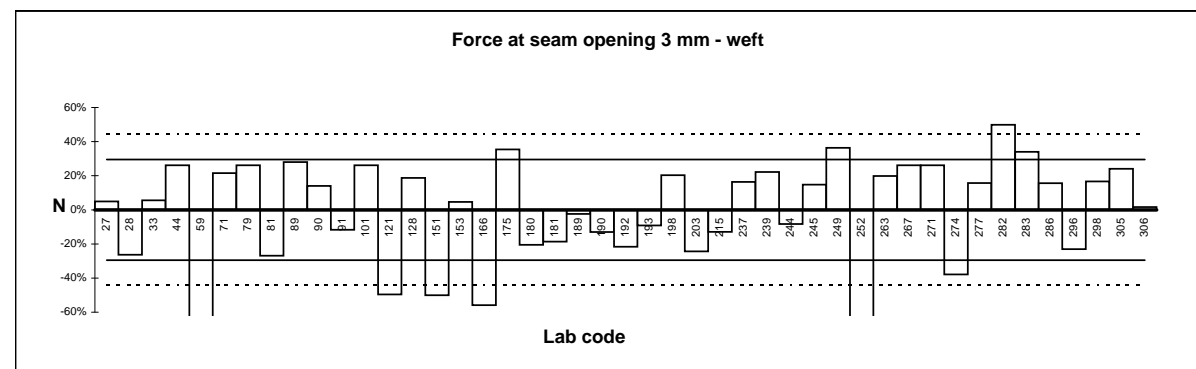 Force at seam opening 3 mm - weft
60%
40%
20%
N 0%
-20%
-40%
-60%
27 28 33 44 59 71 79 81 89 90 91 101 121 128 151 153 166 175 180 181 189 190 192 193 198 203 215 237 239 244 245 249 252 263 267 271 274 277 282 283 286 296 298 305 306
Lab code